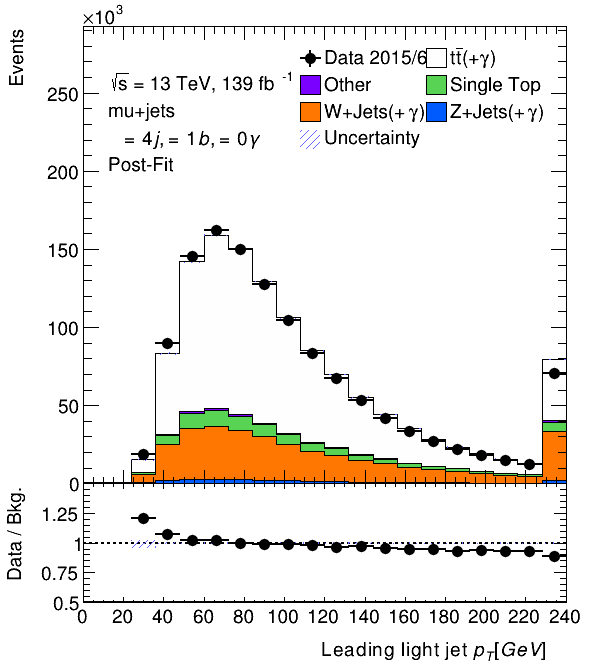 ×10³
Events
Data 2015/6 tt̄(+γ)
Other Single Top
W+Jets(+γ) Z+Jets(+γ)
Uncertainty
√s = 13 TeV, 139 fb⁻¹
mu+jets
= 4j, = 1b, = 0γ
Post-Fit
250
200
150
100
50
0
Data / Bkg.
1.25
1
0.75
0.5
0 20 40 60 80 100 120 140 160 180 200 220 240
Leading light jet p_T[GeV]